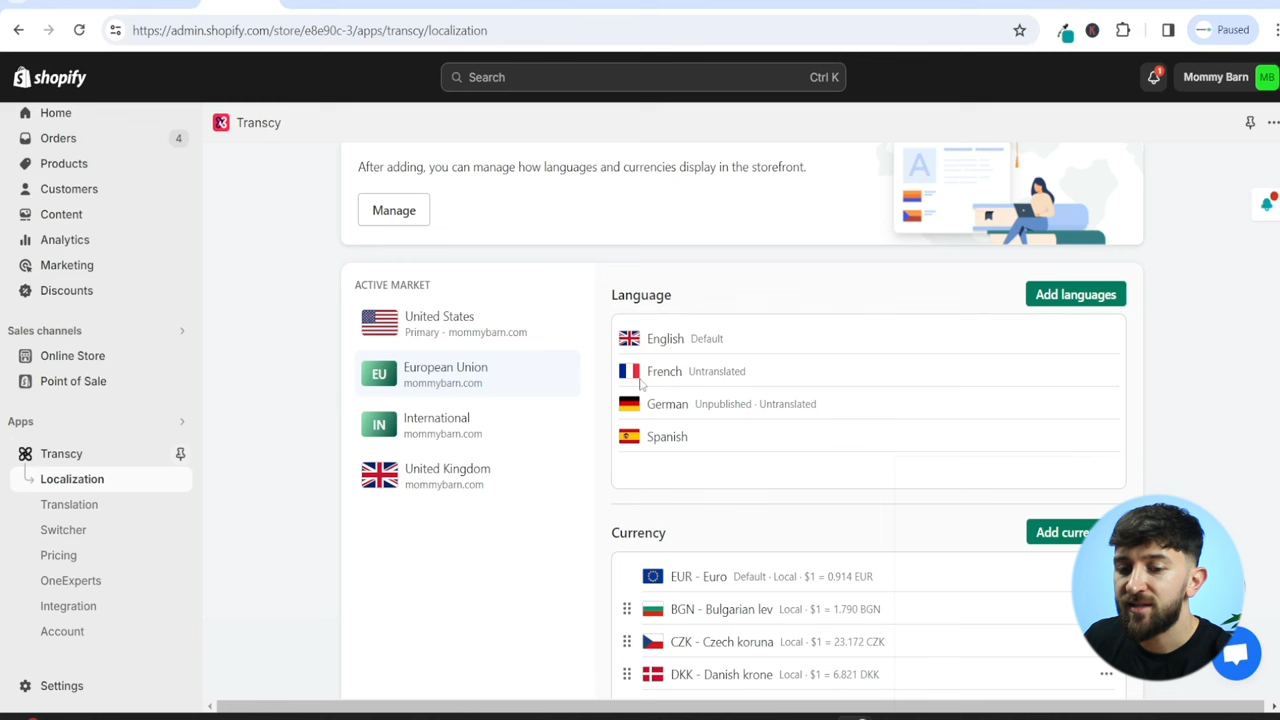 https://admin.shopify.com/store/e8e90c-3/apps/transcy/localization
Paused
shopify
Search
Ctrl K
1
Mommy Barn
MB
Home
Orders
4
Products
Customers
Content
Analytics
Marketing
Discounts
Sales channels
Online Store
Point of Sale
Apps
Transcy
Localization
Translation
Switcher
Pricing
OneExperts
Integration
Account
Settings
Transcy
After adding, you can manage how languages and currencies display in the storefront.
Manage
A
ACTIVE MARKET
United States
Primary - mommybarn.com
EU
European Union
mommybarn.com
IN
International
mommybarn.com
United Kingdom
mommybarn.com
Language
Add languages
English Default
French Untranslated
German Unpublished · Untranslated
Spanish
Currency
Add curre
EUR - Euro Default · Local · $1 = 0.914 EUR
BGN - Bulgarian lev Local · $1 = 1.790 BGN
CZK - Czech koruna Local · $1 = 23.172 CZK
DKK - Danish krone Local · $1 = 6.821 DKK